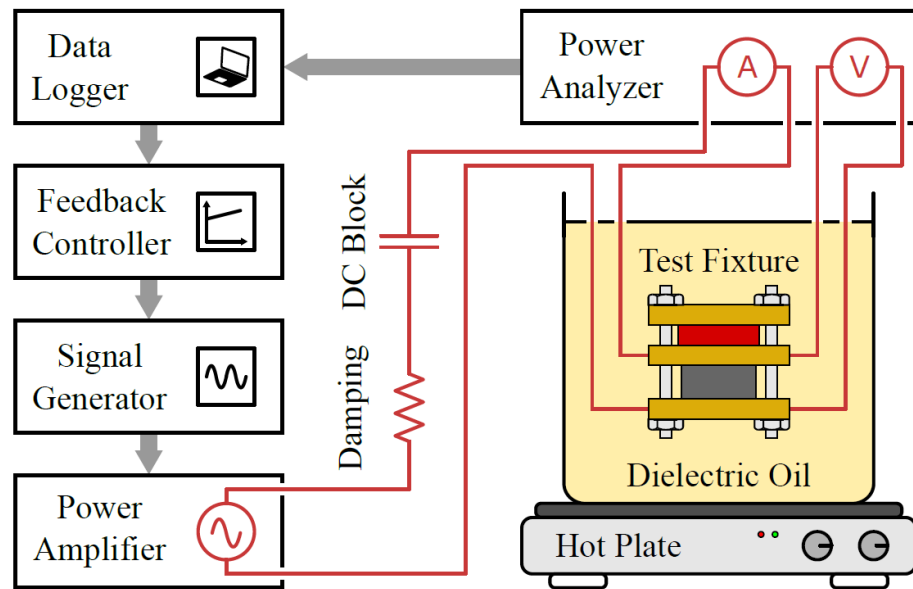 Data
Logger
Power
Analyzer
A
V
Feedback
Controller
DC Block
Test Fixture
Signal
Generator
Damping
Dielectric Oil
Power
Amplifier
Hot Plate